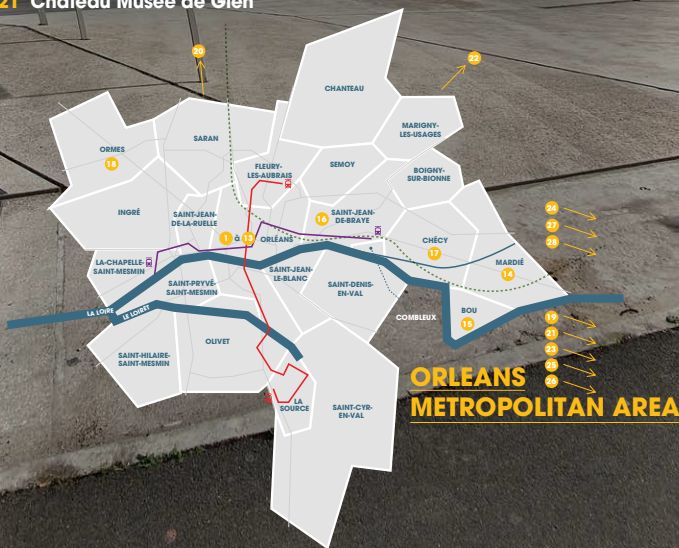 21 Château Musée de Gien
20
22
CHANTEAU
MARIGNY-
LES-USAGES
SARAN
ORMES
18
FLEURY-
LES-AUBRAIS
SEMOY
BOIGNY-
SUR-BIONNE
INGRÉ
SAINT-JEAN-
DE-LA-RUELLE
16 SAINT-JEAN-
DE-BRAYE
1 à 13 ORLÉANS
CHÉCY
17
MARDIÉ
14
24
27
28
LA-CHAPELLE-
SAINT-MESMIN
SAINT-PRYVÉ-
SAINT-MESMIN
SAINT-JEAN-
LE-BLANC
SAINT-DENIS-
EN-VAL
COMBLEUX
BOU
15
LA LOIRE
LE LOIRET
19
21
23
25
26
SAINT-HILAIRE-
SAINT-MESMIN
OLIVET
LA
SOURCE
SAINT-CYR-
EN-VAL
ORLEANS
METROPOLITAN AREA